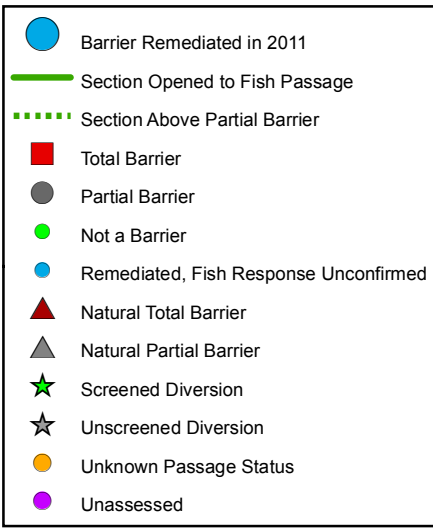 Barrier Remediated in 2011
Section Opened to Fish Passage
Section Above Partial Barrier
Total Barrier
Partial Barrier
Not a Barrier
Remediated, Fish Response Unconfirmed
Natural Total Barrier
Natural Partial Barrier
Screened Diversion
Unscreened Diversion
Unknown Passage Status
Unassessed